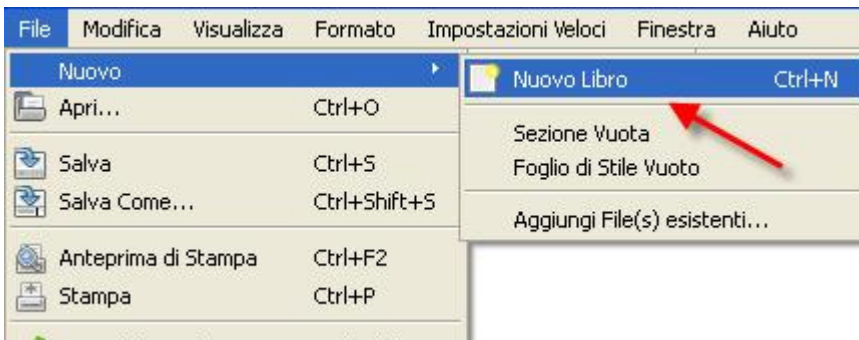 File Modifica Visualizza Formato Impostazioni Veloci Finestra Aiuto
Nuovo
Apri... Ctrl+O
Salva Ctrl+S
Salva Come... Ctrl+Shift+S
Anteprima di Stampa Ctrl+F2
Stampa Ctrl+P
Nuovo Libro Ctrl+N
Sezione Vuota
Foglio di Stile Vuoto
Aggiungi File(s) esistenti...